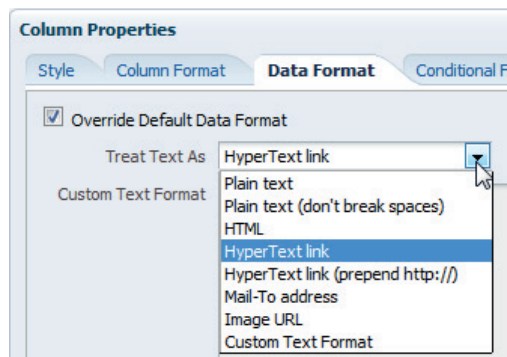 Column Properties
Style Column Format Data Format Conditional F
Override Default Data Format
Treat Text As HyperText link
Custom Text Format
Plain text
Plain text (don't break spaces)
HTML
HyperText link
HyperText link (prepend http://)
Mail-To address
Image URL
Custom Text Format